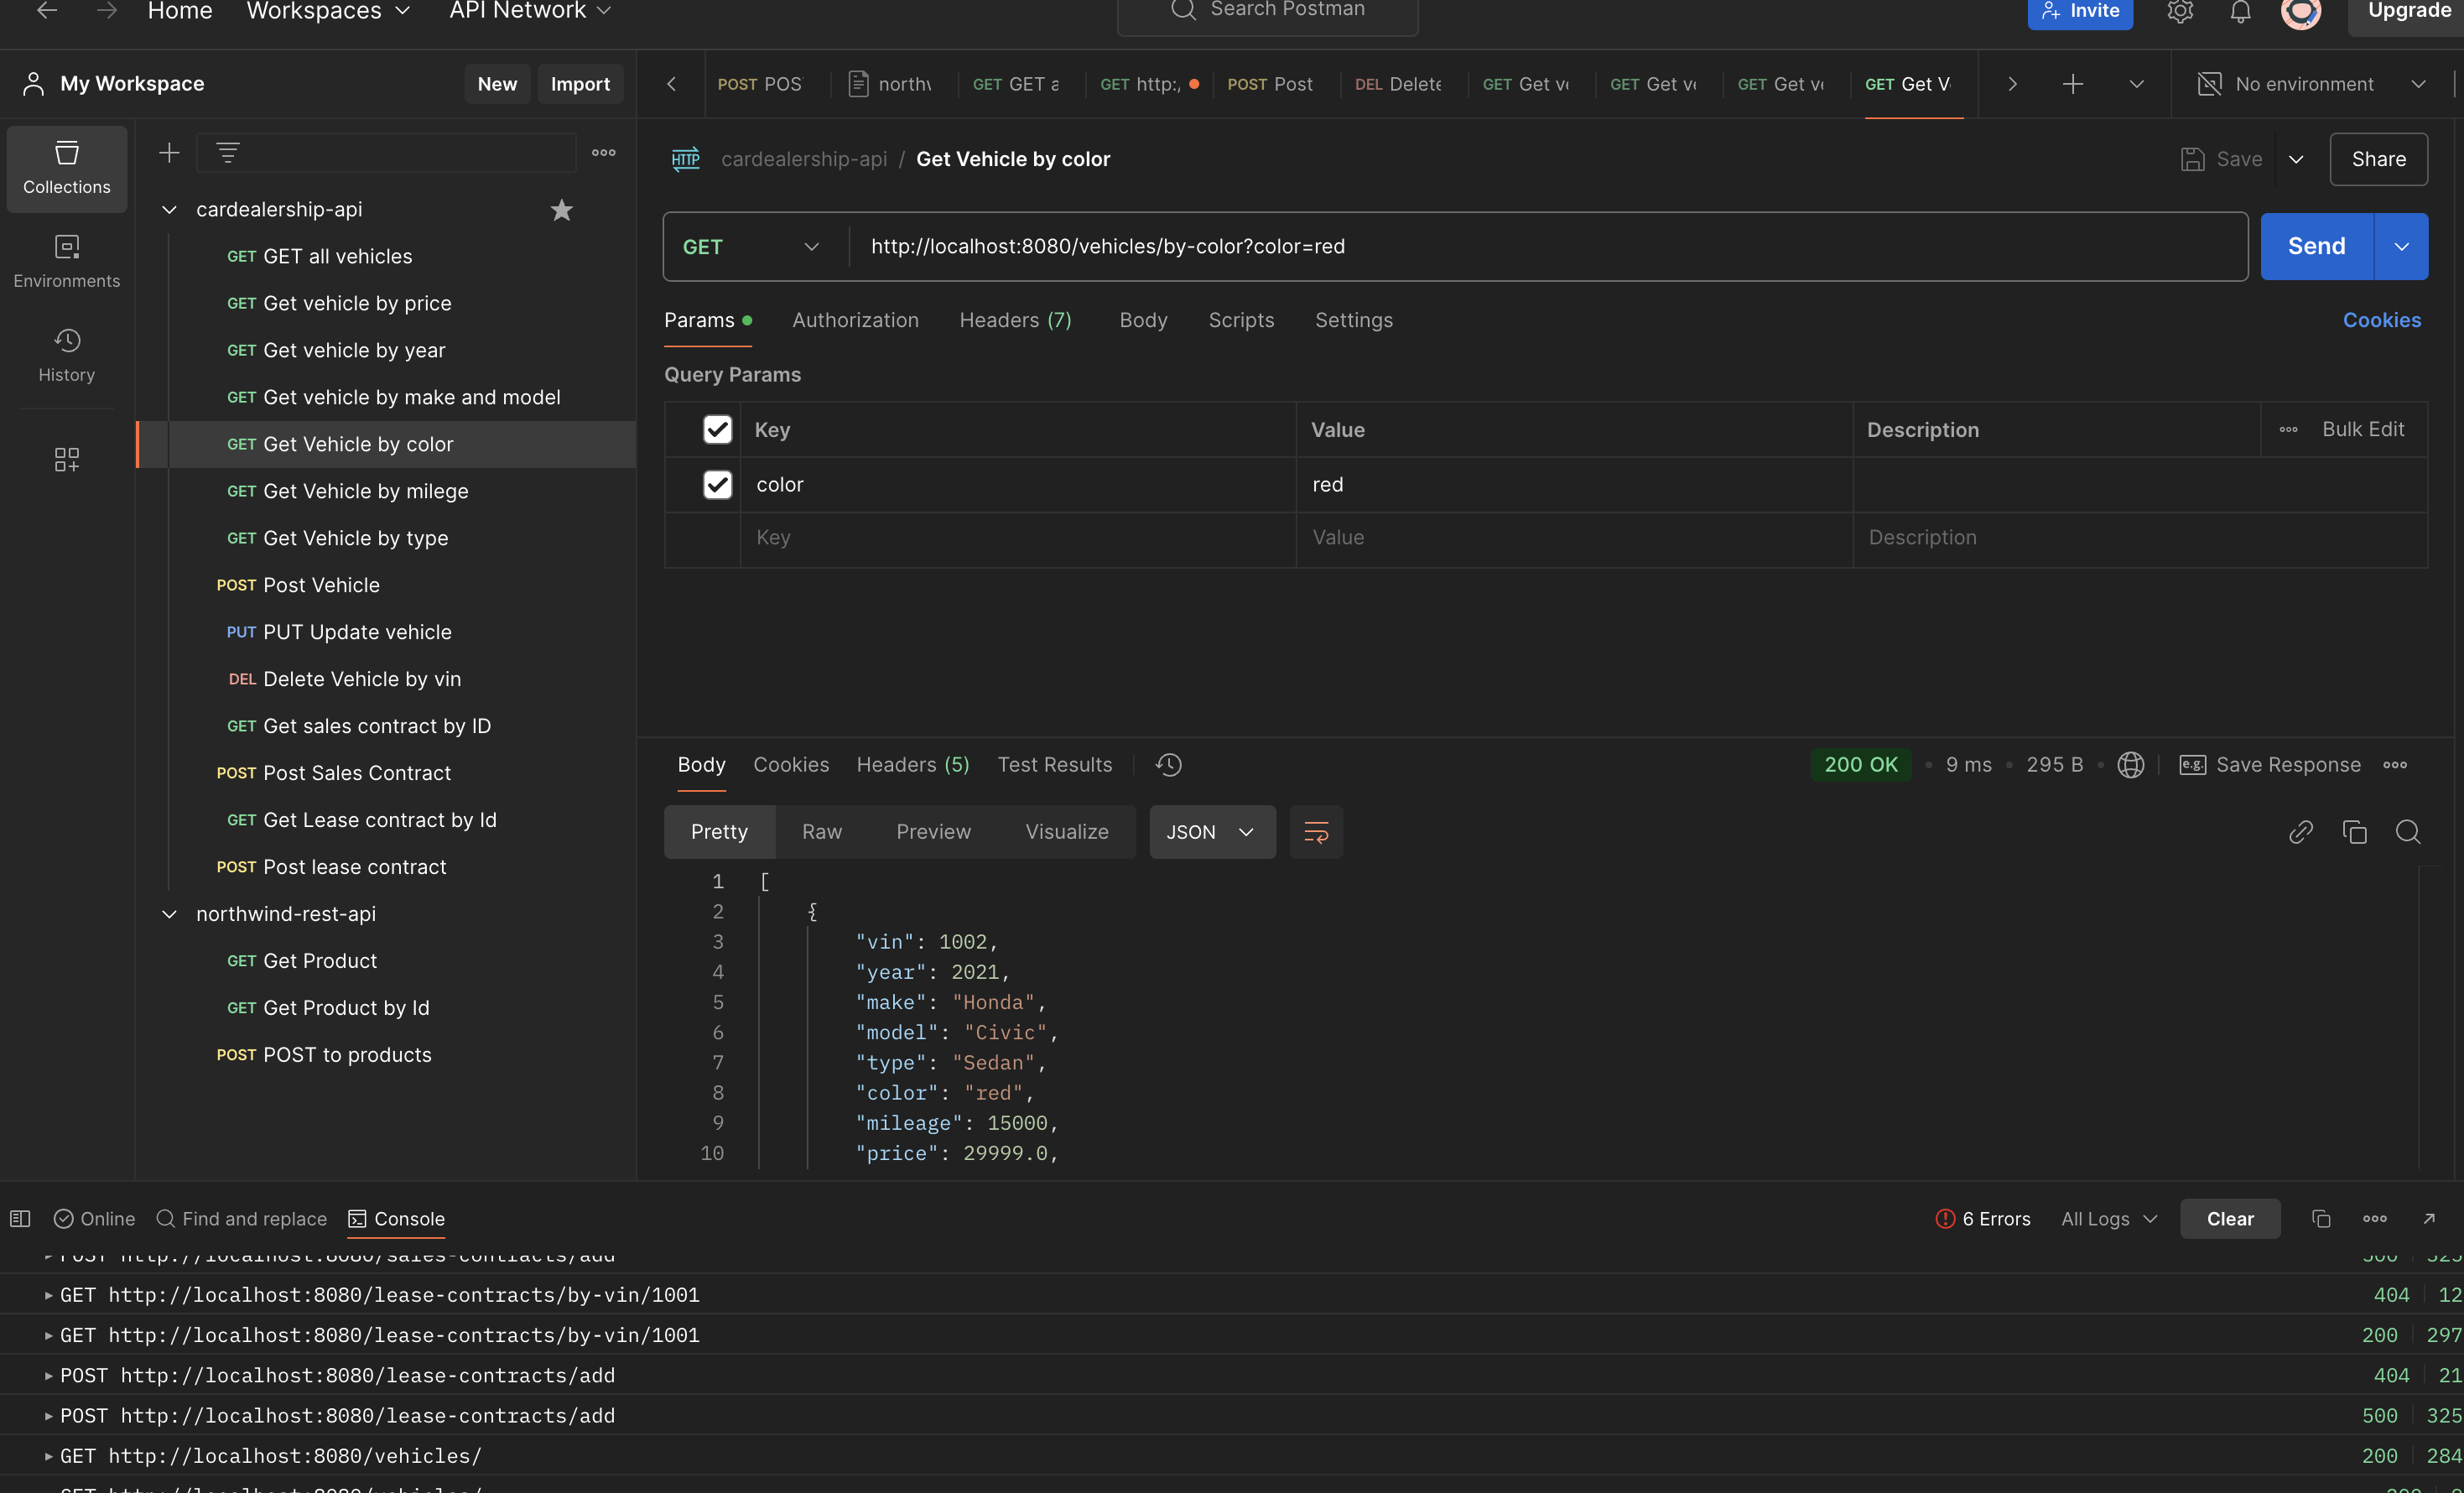 Home Workspaces API Network Search Postman Invite Upgrade
My Workspace New Import
POST POS northw GET GET a GET http:/ POST Post DEL Delete GET Get ve GET Get ve GET Get ve GET Get V No environment
Collections
Environments
History
cardealership-api
GET GET all vehicles
GET Get vehicle by price
GET Get vehicle by year
GET Get vehicle by make and model
GET Get Vehicle by color
GET Get Vehicle by milege
GET Get Vehicle by type
POST Post Vehicle
PUT PUT Update vehicle
DEL Delete Vehicle by vin
GET Get sales contract by ID
POST Post Sales Contract
GET Get Lease contract by Id
POST Post lease contract
northwind-rest-api
GET Get Product
GET Get Product by Id
POST POST to products
HTTP cardealership-api / Get Vehicle by color Save Share
GET http://localhost:8080/vehicles/by-color?color=red Send
Params Authorization Headers (7) Body Scripts Settings Cookies
Query Params
Key Value Description Bulk Edit
color red
Key Value Description
Body Cookies Headers (5) Test Results 200 OK 9 ms 295 B e.g. Save Response
Pretty Raw Preview Visualize JSON
1 [
2 {
3 "vin": 1002,
4 "year": 2021,
5 "make": "Honda",
6 "model": "Civic",
7 "type": "Sedan",
8 "color": "red",
9 "mileage": 15000,
10 "price": 29999.0,
Online Find and replace Console 6 Errors All Logs Clear
POST http://localhost:8080/sales-contracts/add 500 325
GET http://localhost:8080/lease-contracts/by-vin/1001 404 12
GET http://localhost:8080/lease-contracts/by-vin/1001 200 297
POST http://localhost:8080/lease-contracts/add 404 21
POST http://localhost:8080/lease-contracts/add 500 325
GET http://localhost:8080/vehicles/ 200 284
GET http://localhost:8080/vehicles/